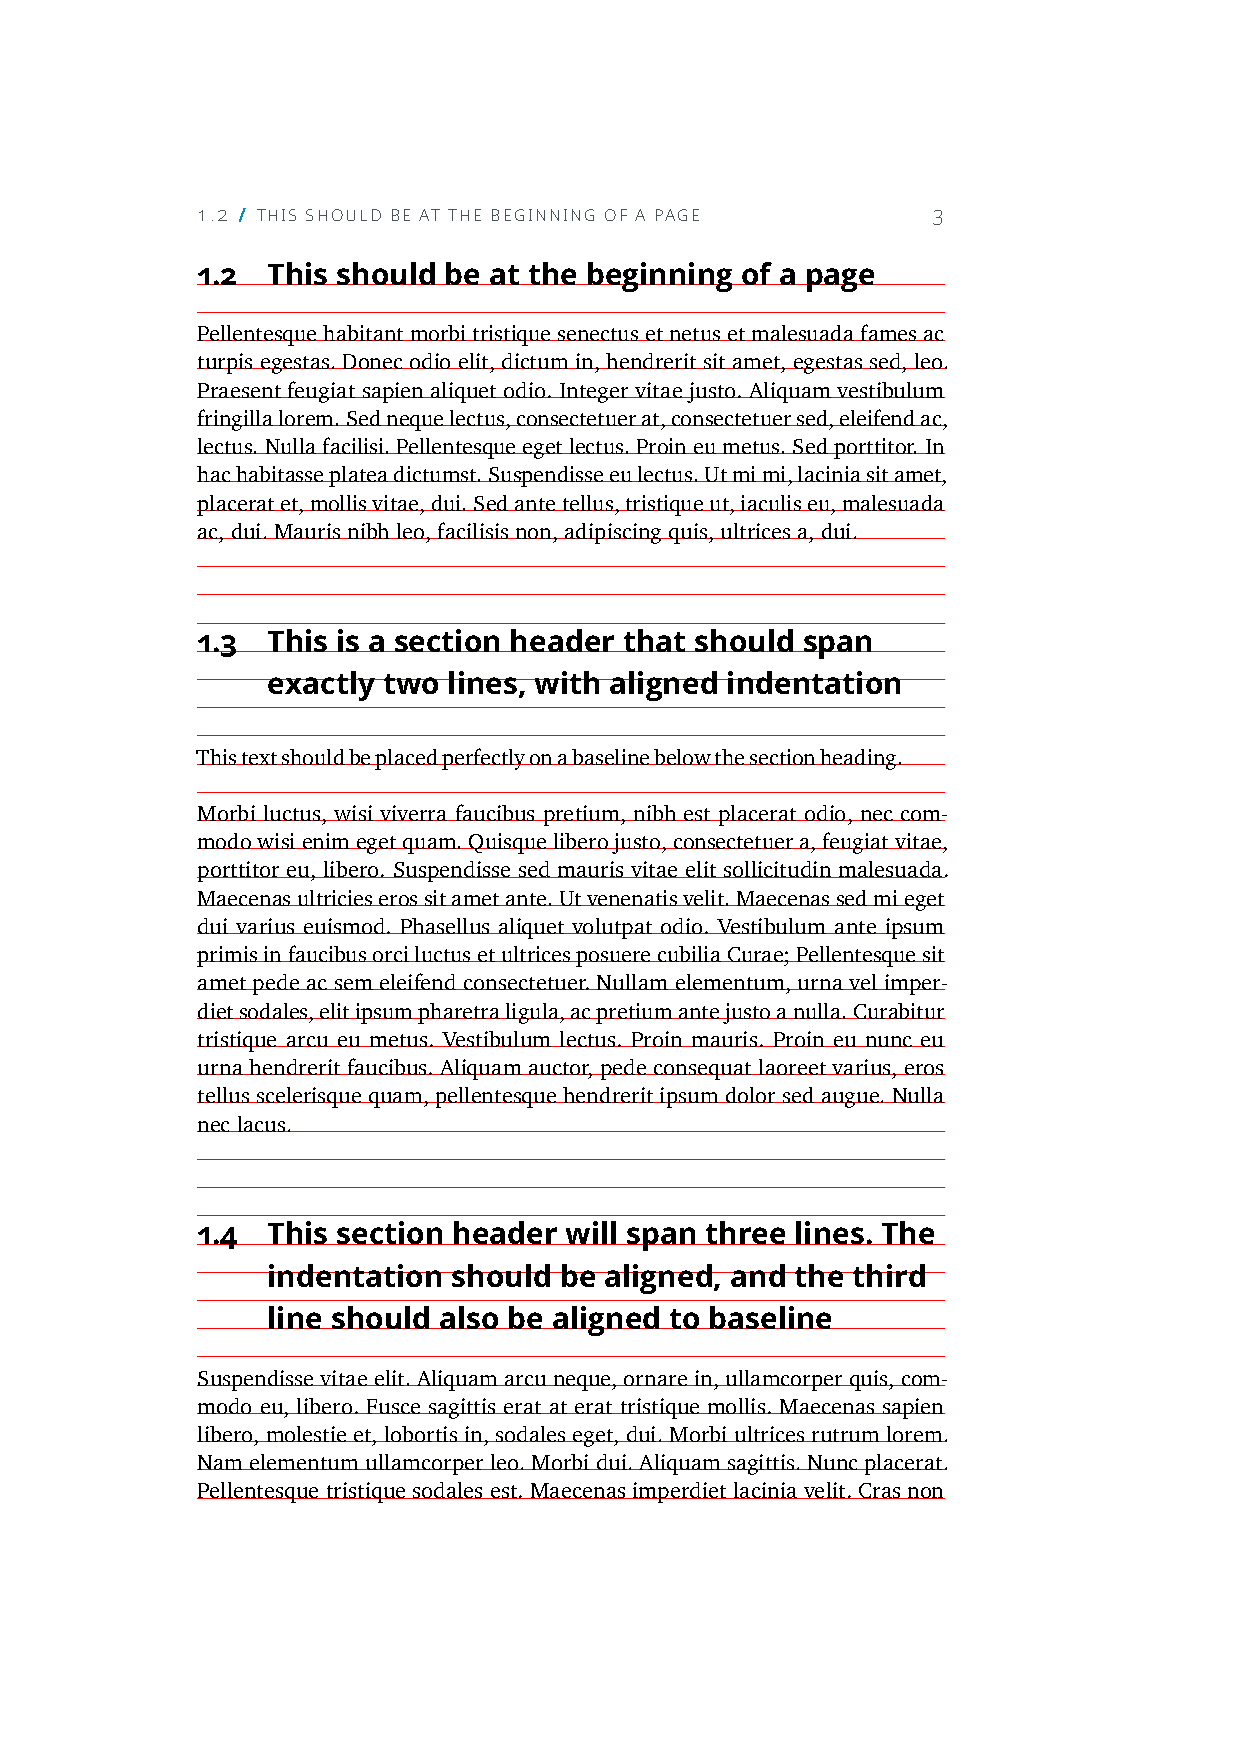 1.2 / THIS SHOULD BE AT THE BEGINNING OF A PAGE 3
1.2 This should be at the beginning of a page
Pellentesque habitant morbi tristique senectus et netus et malesuada fames ac
turpis egestas. Donec odio elit, dictum in, hendrerit sit amet, egestas sed, leo.
Praesent feugiat sapien aliquet odio. Integer vitae justo. Aliquam vestibulum
fringilla lorem. Sed neque lectus, consectetuer at, consectetuer sed, eleifend ac,
lectus. Nulla facilisi. Pellentesque eget lectus. Proin eu metus. Sed porttitor. In
hac habitasse platea dictumst. Suspendisse eu lectus. Ut mi mi, lacinia sit amet,
placerat et, mollis vitae, dui. Sed ante tellus, tristique ut, iaculis eu, malesuada
ac, dui. Mauris nibh leo, facilisis non, adipiscing quis, ultrices a, dui.
1.3 This is a section header that should span
exactly two lines, with aligned indentation
This text should be placed perfectly on a baseline below the section heading.
Morbi luctus, wisi viverra faucibus pretium, nibh est placerat odio, nec com-
modo wisi enim eget quam. Quisque libero justo, consectetuer a, feugiat vitae,
porttitor eu, libero. Suspendisse sed mauris vitae elit sollicitudin malesuada.
Maecenas ultricies eros sit amet ante. Ut venenatis velit. Maecenas sed mi eget
dui varius euismod. Phasellus aliquet volutpat odio. Vestibulum ante ipsum
primis in faucibus orci luctus et ultrices posuere cubilia Curae; Pellentesque sit
amet pede ac sem eleifend consectetuer. Nullam elementum, urna vel imper-
diet sodales, elit ipsum pharetra ligula, ac pretium ante justo a nulla. Curabitur
tristique arcu eu metus. Vestibulum lectus. Proin mauris. Proin eu nunc eu
urna hendrerit faucibus. Aliquam auctor, pede consequat laoreet varius, eros
tellus scelerisque quam, pellentesque hendrerit ipsum dolor sed augue. Nulla
nec lacus.
1.4 This section header will span three lines. The
indentation should be aligned, and the third
line should also be aligned to baseline
Suspendisse vitae elit. Aliquam arcu neque, ornare in, ullamcorper quis, com-
modo eu, libero. Fusce sagittis erat at erat tristique mollis. Maecenas sapien
libero, molestie et, lobortis in, sodales eget, dui. Morbi ultrices rutrum lorem.
Nam elementum ullamcorper leo. Morbi dui. Aliquam sagittis. Nunc placerat.
Pellentesque tristique sodales est. Maecenas imperdiet lacinia velit. Cras non